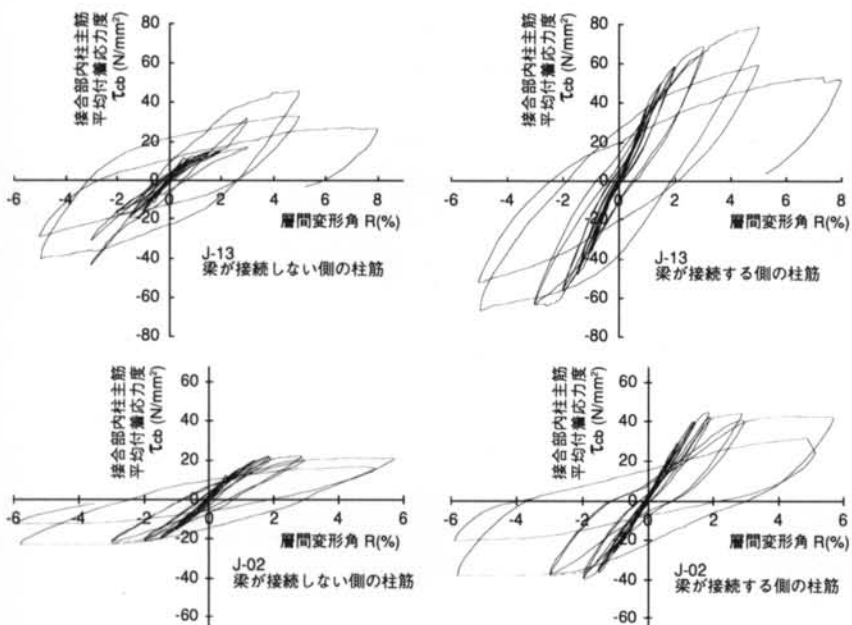 接合部内柱主筋
平均付着応力度
τcb (N/mm²)
80
60
40
20
0
-20
-40
-60
-80
-6 -4 -2 0 2 4 6 8
層間変形角 R(%)
J-13
梁が接続しない側の柱筋
接合部内柱主筋
平均付着応力度
τcb (N/mm²)
80
60
40
20
0
-20
-40
-60
-80
-6 -4 -2 0 2 4 6 8
層間変形角 R(%)
J-13
梁が接続する側の柱筋
接合部内柱主筋
平均付着応力度
τcb (N/mm²)
60
40
20
0
-20
-40
-60
-6 -4 -2 0 2 4 6
層間変形角 R(%)
J-02
梁が接続しない側の柱筋
接合部内柱主筋
平均付着応力度
τcb (N/mm²)
60
40
20
0
-20
-40
-60
-6 -4 -2 0 2 4 6
層間変形角 R(%)
J-02
梁が接続する側の柱筋